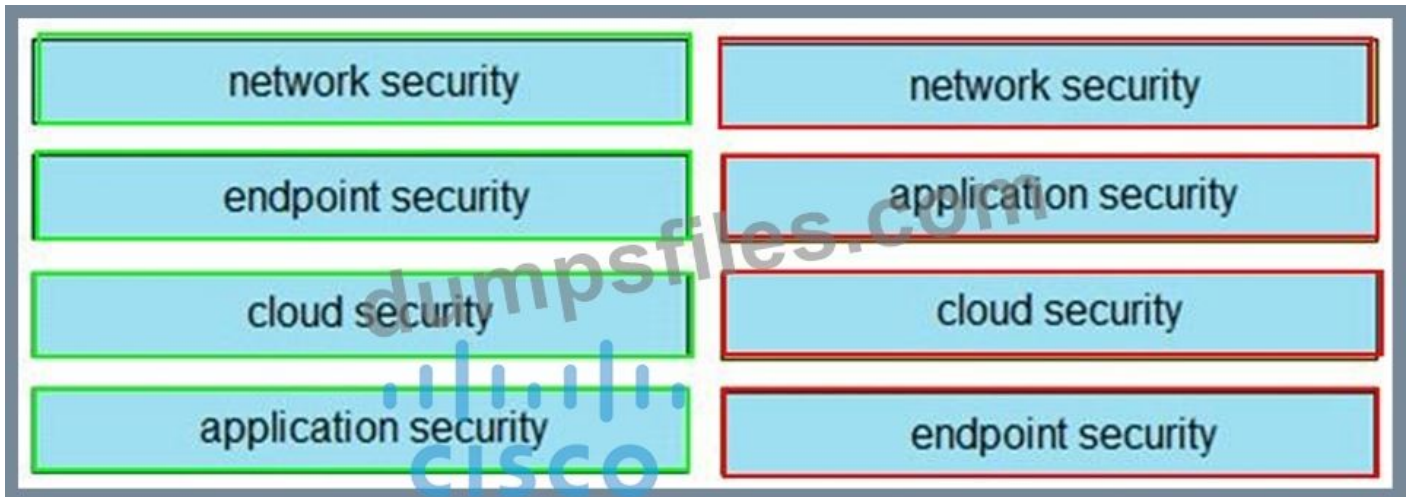 network security
network security
endpoint security
application security
cloud security
cloud security
application security
endpoint security
dumpsfiles.com
CISCO